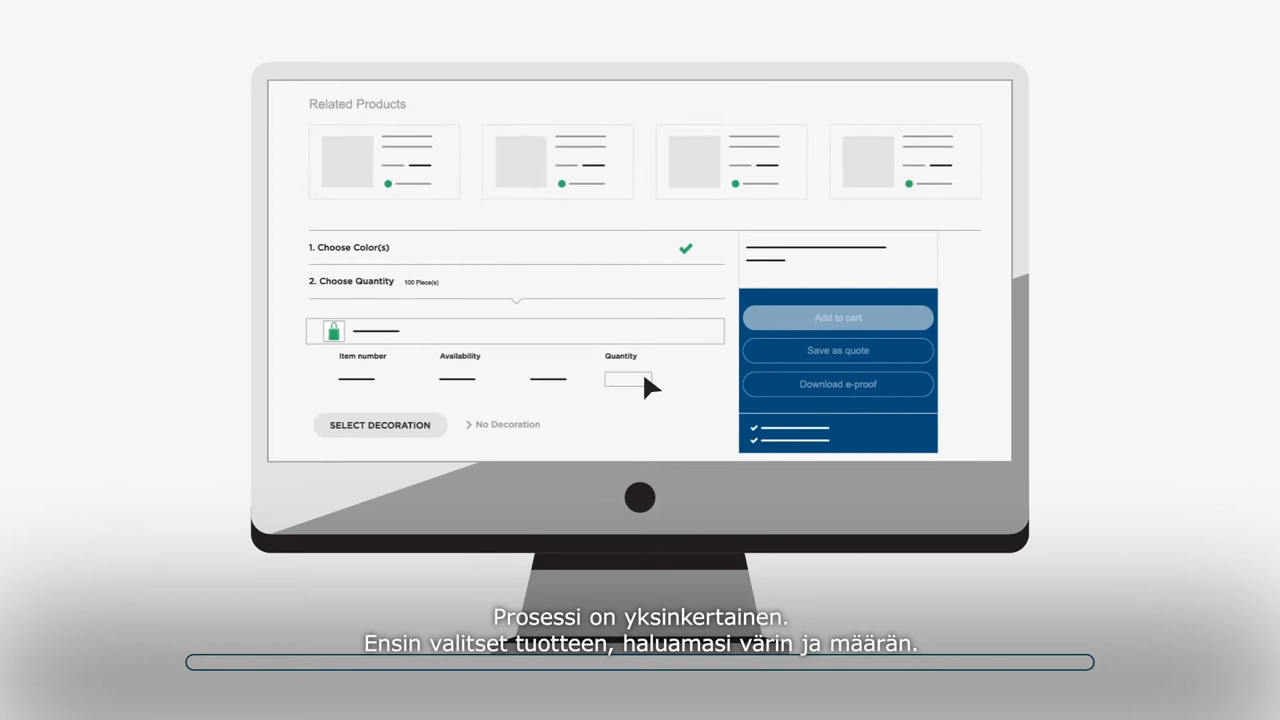 Related Products
1. Choose Color(s)
2. Choose Quantity 100 Piece(s)
Item number Availability Quantity
SELECT DECORATION No Decoration
Add to cart
Save as quote
Download e-proof
Prosessi on yksinkertainen.
Ensin valitset tuotteen, haluamasi värin ja määrän.